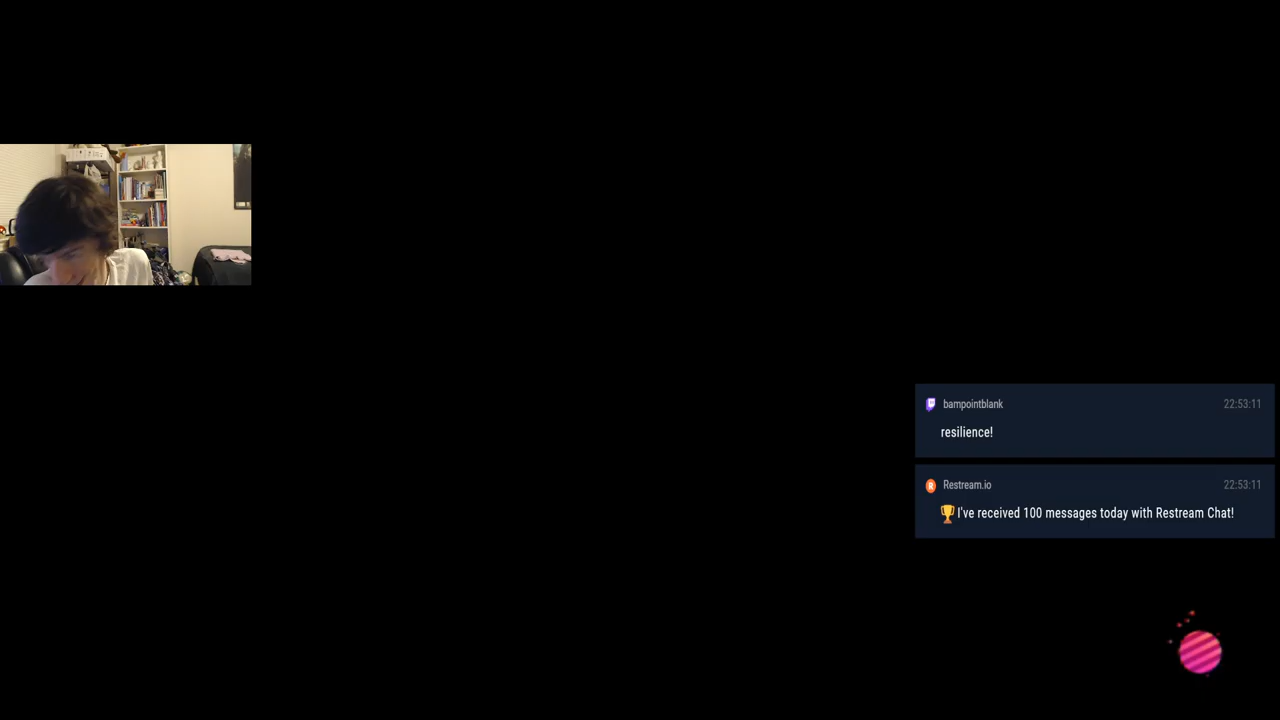 bampointblank 22:53:11
resilience!
Restream.io 22:53:11
🏆I've received 100 messages today with Restream Chat!